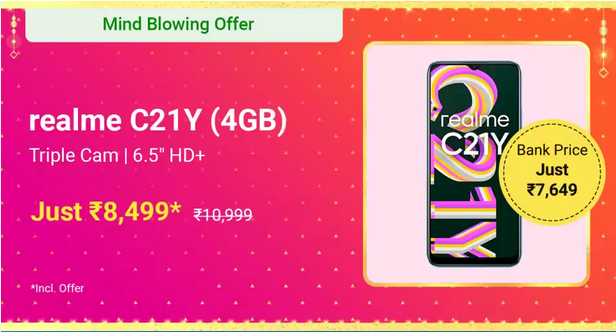 Mind Blowing Offer
realme C21Y (4GB)
Triple Cam | 6.5" HD+
Just ₹8,499* ₹10,999
*Incl. Offer
realme
C21Y
C21Y
Bank Price
Just
₹7,649